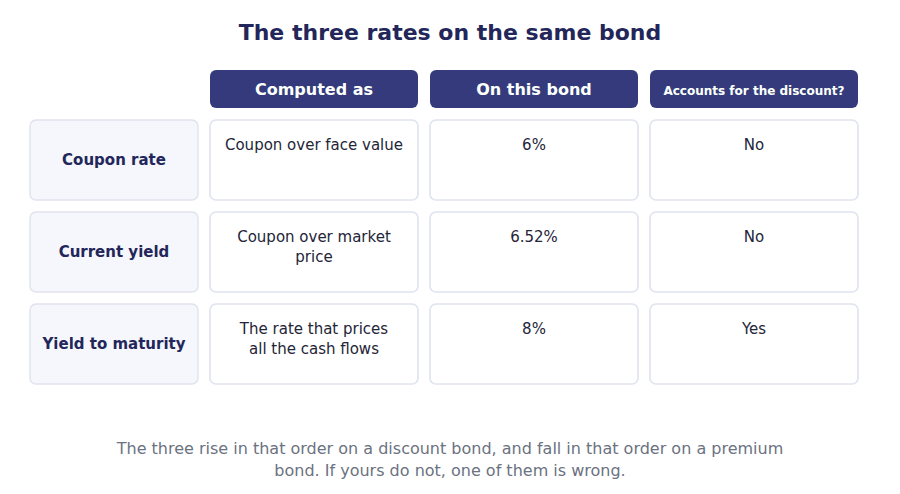 The three rates on the same bond
Computed as
On this bond
Accounts for the discount?
Coupon rate
Coupon over face value
6%
No
Current yield
Coupon over market
price
6.52%
No
Yield to maturity
The rate that prices
all the cash flows
8%
Yes
The three rise in that order on a discount bond, and fall in that order on a premium
bond. If yours do not, one of them is wrong.